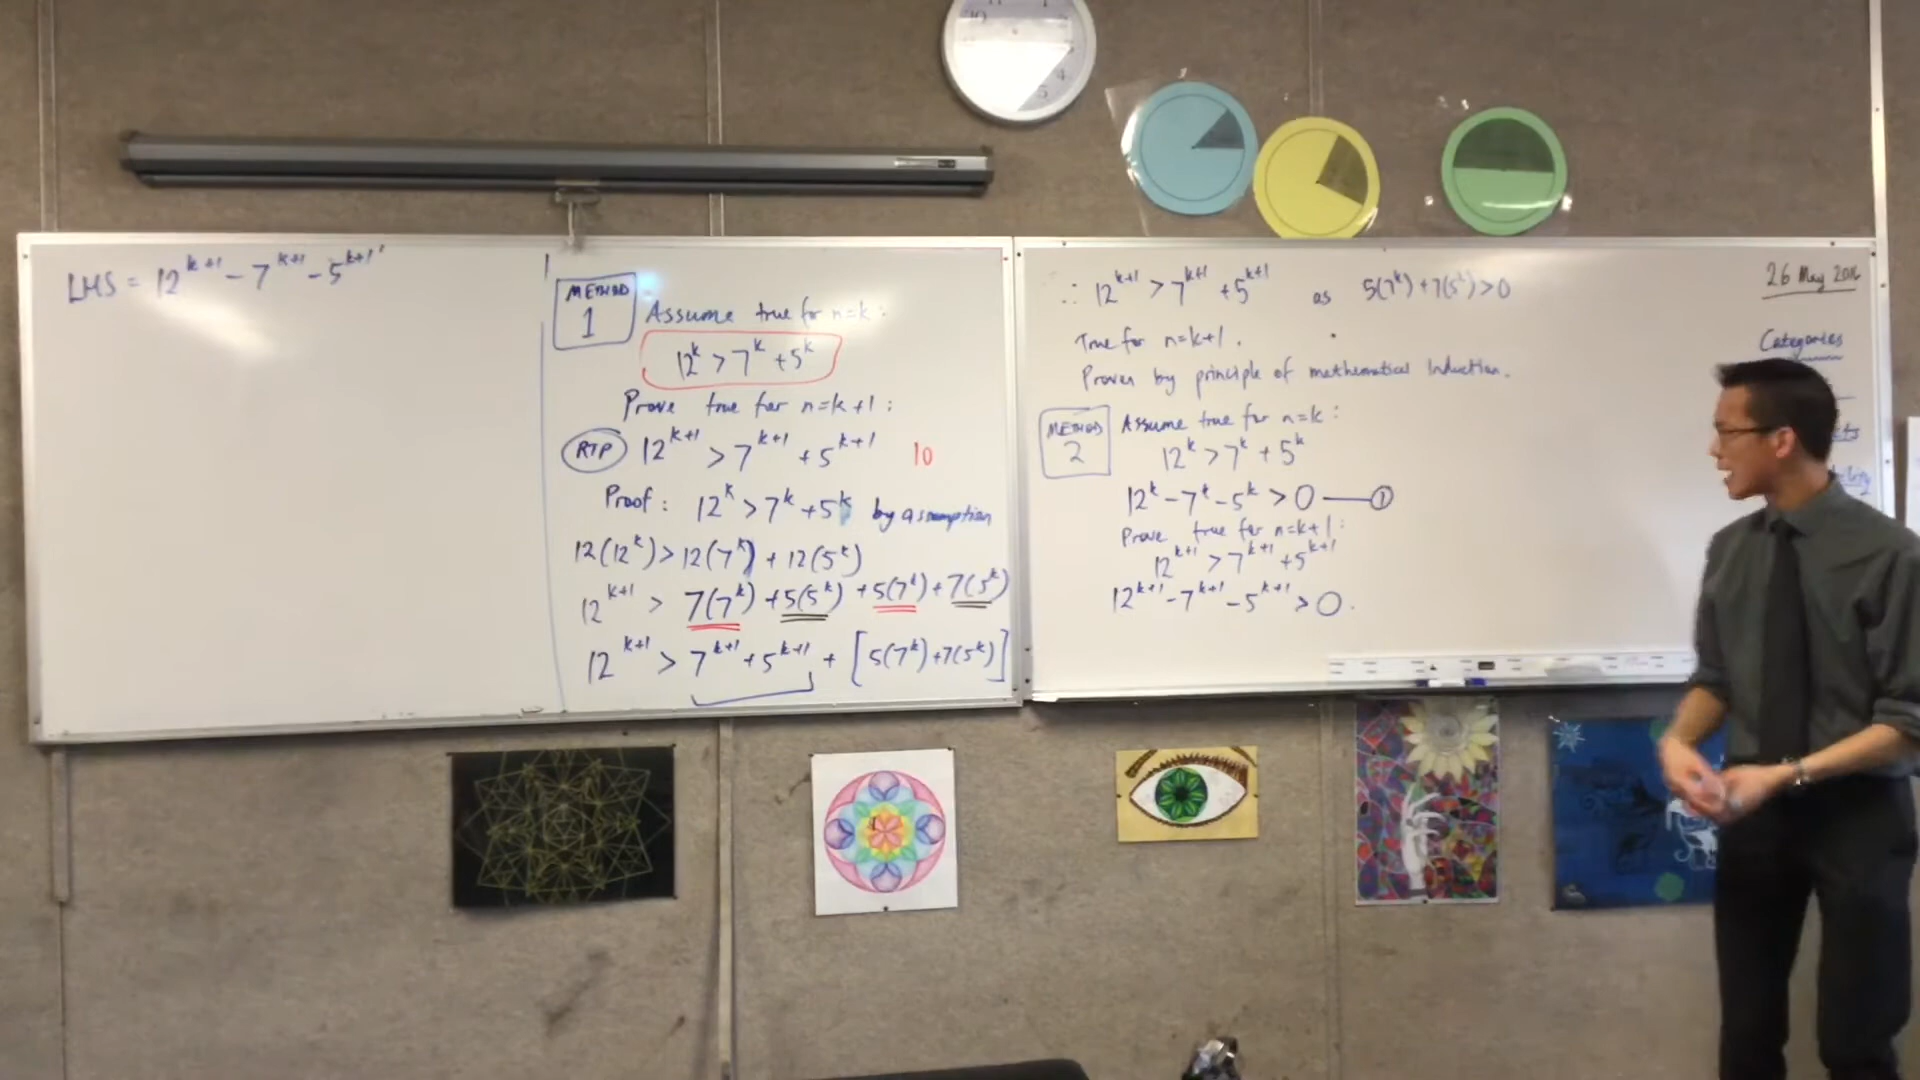 LHS = 12^{k+1} - 7^{k+1} - 5^{k+1}
METHOD 1
Assume true for n=k:
12^k > 7^k + 5^k
Prove true for n=k+1:
RTP 12^{k+1} > 7^{k+1} + 5^{k+1}
10
Proof: 12^k > 7^k + 5^k by assumption
12(12^k) > 12(7^k) + 12(5^k)
12^{k+1} > 7(7^k) + 5(5^k) + 5(7^k) + 7(5^k)
12^{k+1} > 7^{k+1} + 5^{k+1} + [5(7^k) + 7(5^k)]
∴ 12^{k+1} > 7^{k+1} + 5^{k+1} as 5(7^k) + 7(5^k) > 0
True for n=k+1.
Proven by principle of mathematical induction.
METHOD 2
Assume true for n=k:
12^k > 7^k + 5^k
12^k - 7^k - 5^k > 0 — ①
Prove true for n=k+1:
12^{k+1} > 7^{k+1} + 5^{k+1}
12^{k+1} - 7^{k+1} - 5^{k+1} > 0.
26 May 2016
Categories